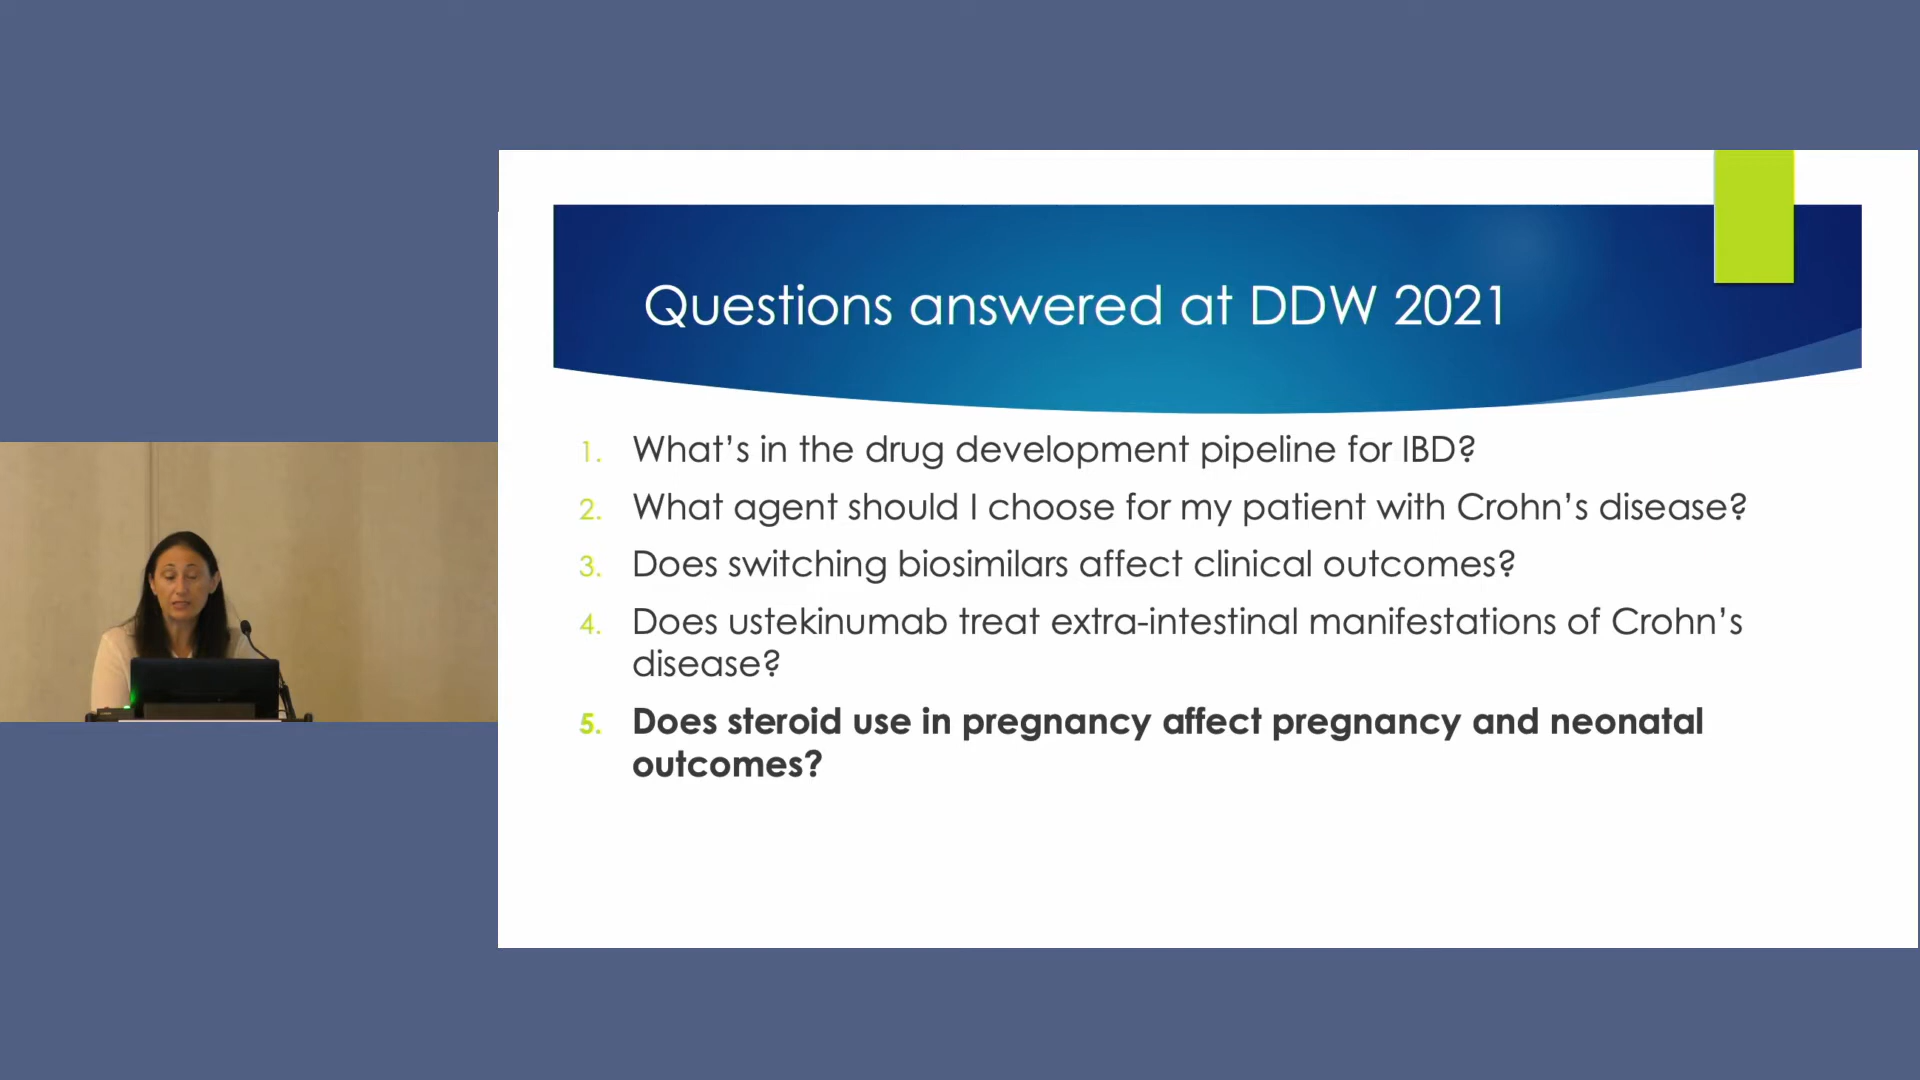 Questions answered at DDW 2021
1. What's in the drug development pipeline for IBD?
2. What agent should I choose for my patient with Crohn's disease?
3. Does switching biosimilars affect clinical outcomes?
4. Does ustekinumab treat extra-intestinal manifestations of Crohn's
disease?
5. Does steroid use in pregnancy affect pregnancy and neonatal
outcomes?